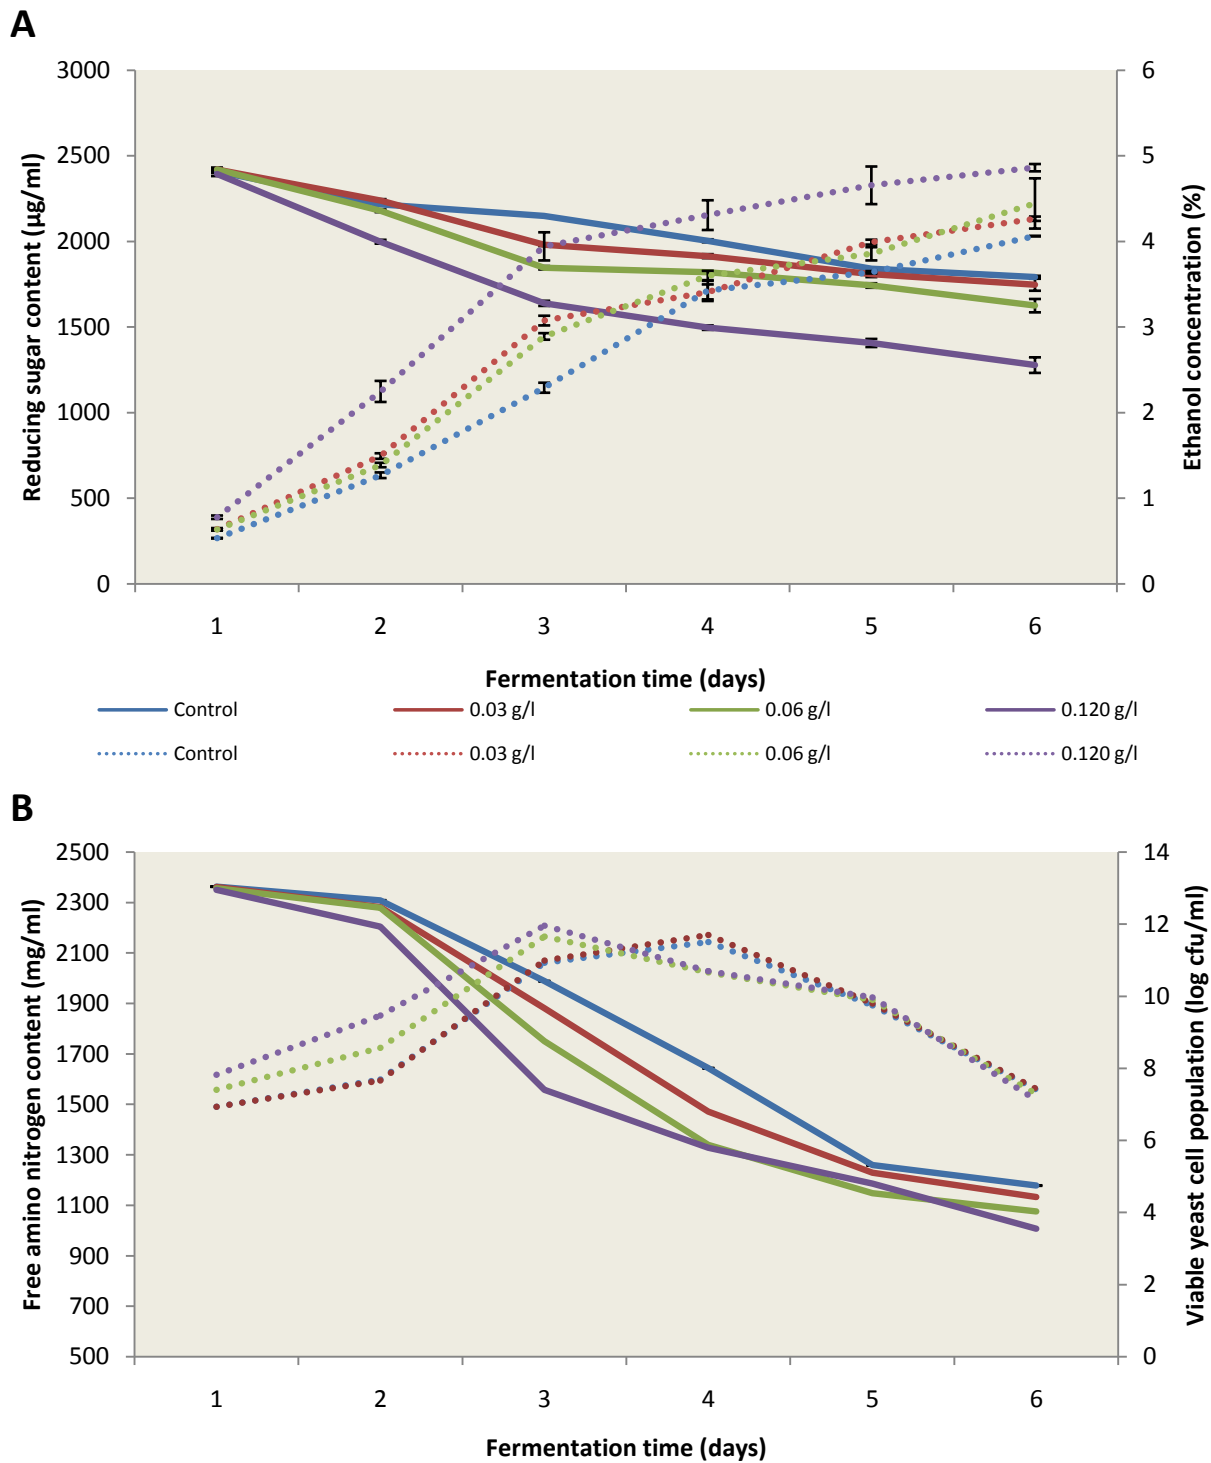 A
Reducing sugar content (µg/ml)
3000
2500
2000
1500
1000
500
0
6
5
4
3
2
1
0
Ethanol concentration (%)
1 2 3 4 5 6
Fermentation time (days)
Control 0.03 g/l 0.06 g/l 0.120 g/l
Control 0.03 g/l 0.06 g/l 0.120 g/l
B
Free amino nitrogen content (mg/ml)
2500
2300
2100
1900
1700
1500
1300
1100
900
700
500
14
12
10
8
6
4
2
0
Viable yeast cell population (log cfu/ml)
1 2 3 4 5 6
Fermentation time (days)